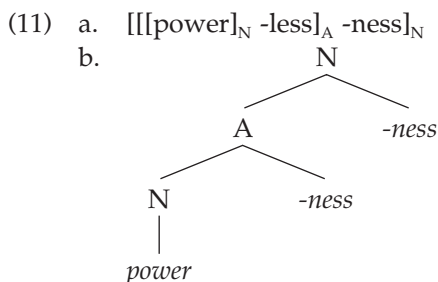 (11) a. [[[power]N -less]A -ness]N
b. N
A -ness
N -ness
power